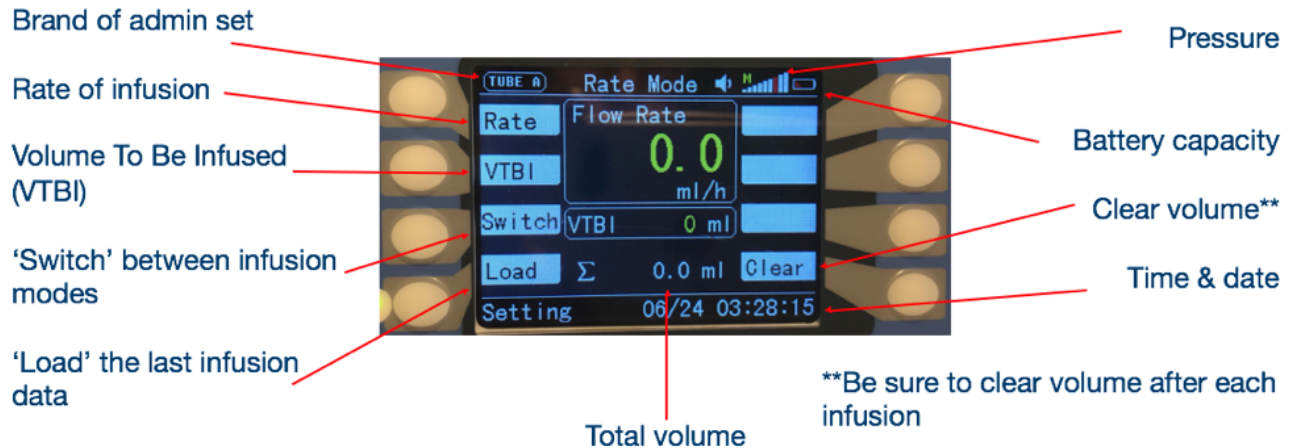 Brand of admin set
Rate of infusion
Volume To Be Infused
(VTBI)
‘Switch’ between infusion
modes
‘Load’ the last infusion
data
TUBE A Rate Mode M
Rate
VTBI
Switch
Load
Flow Rate
0.0
ml/h
VTBI 0 ml
Σ 0.0 ml
Clear
Setting 06/24 03:28:15
Pressure
Battery capacity
Clear volume**
Time & date
**Be sure to clear volume after each
infusion
Total volume